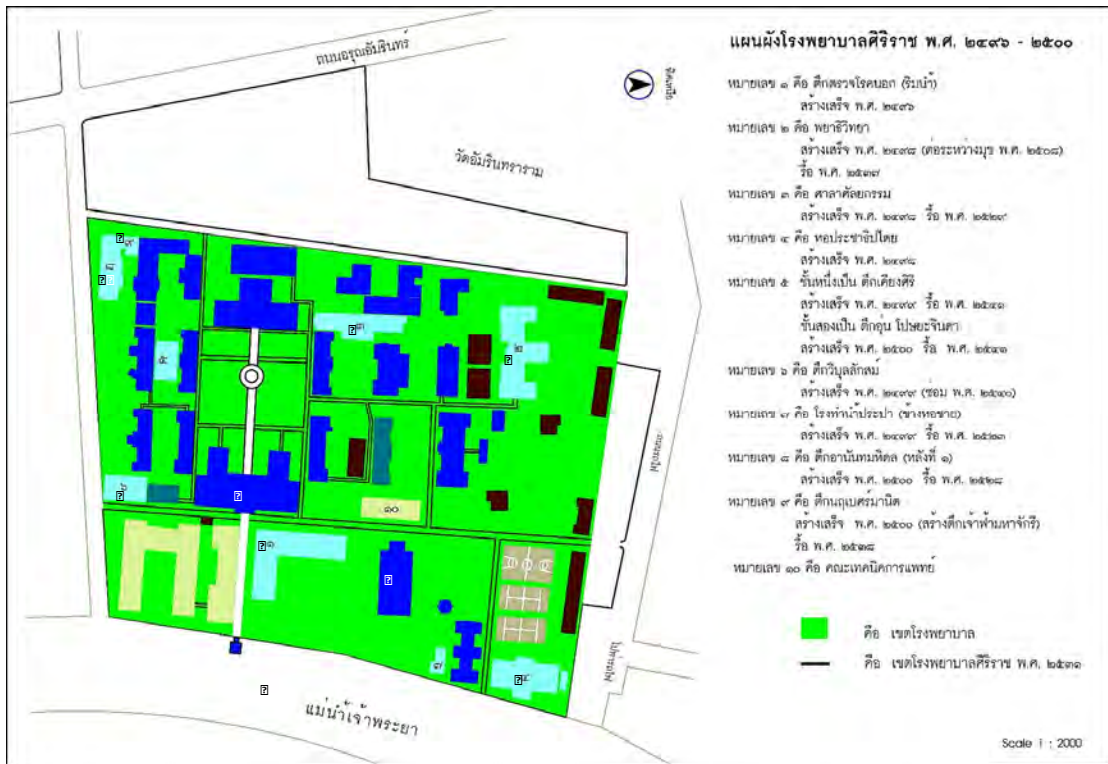 แผนผังโรงพยาบาลศิริราช พ.ศ. ๒๔๙๖ - ๒๕๐๐
หมายเลข ๑ คือ ตึกตรวจโรคนอก (ริมน้ำ)
สร้างเสร็จ พ.ศ. ๒๔๙๖
หมายเลข ๒ คือ พยาธิวิทยา
สร้างเสร็จ พ.ศ. ๒๔๙๘ (ต่อระหว่างมุข พ.ศ. ๒๕๐๘)
รื้อ พ.ศ. ๒๕๓๗
หมายเลข ๓ คือ ศาลาศัลยกรรม
สร้างเสร็จ พ.ศ. ๒๔๙๘ รื้อ พ.ศ. ๒๕๒๙
หมายเลข ๔ คือ หอประชาธิปไตย
สร้างเสร็จ พ.ศ. ๒๔๙๘
หมายเลข ๕ ชั้นหนึ่งเป็น ตึกเคียงศิริ
สร้างเสร็จ พ.ศ. ๒๔๙๙ รื้อ พ.ศ. ๒๕๔๑
ชั้นสองเป็น ตึกอุ่น โปษยะจินดา
สร้างเสร็จ พ.ศ. ๒๕๐๐ รื้อ พ.ศ. ๒๕๔๑
หมายเลข ๖ คือ ตึกวิบุลลักสม์
สร้างเสร็จ พ.ศ. ๒๔๙๙ (ซ่อม พ.ศ.
หมายเลข ๗ คือ โรงทำน้ำประปา (ข้างหอชาย)
สร้างเสร็จ พ.ศ. ๒๔๙๙ รื้อ พ.ศ. ๒๕๒๓
หมายเลข ๘ คือ ตึกอานันทมหิดล (หลังที่ ๑)
สร้างเสร็จ พ.ศ. ๒๕๐๐ รื้อ พ.ศ. ๒๕๒๘
หมายเลข ๙ คือ ตึกนฤเบศร์มานิต
สร้างเสร็จ พ.ศ. ๒๕๐๐ (สร้างตึกเจ้าฟ้ามหาจักรี)
รื้อ พ.ศ. ๒๕๓๘
หมายเลข ๑๐ คือ คณะเทคนิคการแพทย์
คือ เขตโรงพยาบาล
คือ เขตโรงพยาบาลศิริราช พ.ศ. ๒๕๓๑
Scale 1 : 2000
ถนนอรุณอัมรินทร์
ทิศเหนือ
วัดอัมรินทราราม
๙
๓
๒
๕
๑๐
๑
๗
๔
แม่น้ำเจ้าพระยา